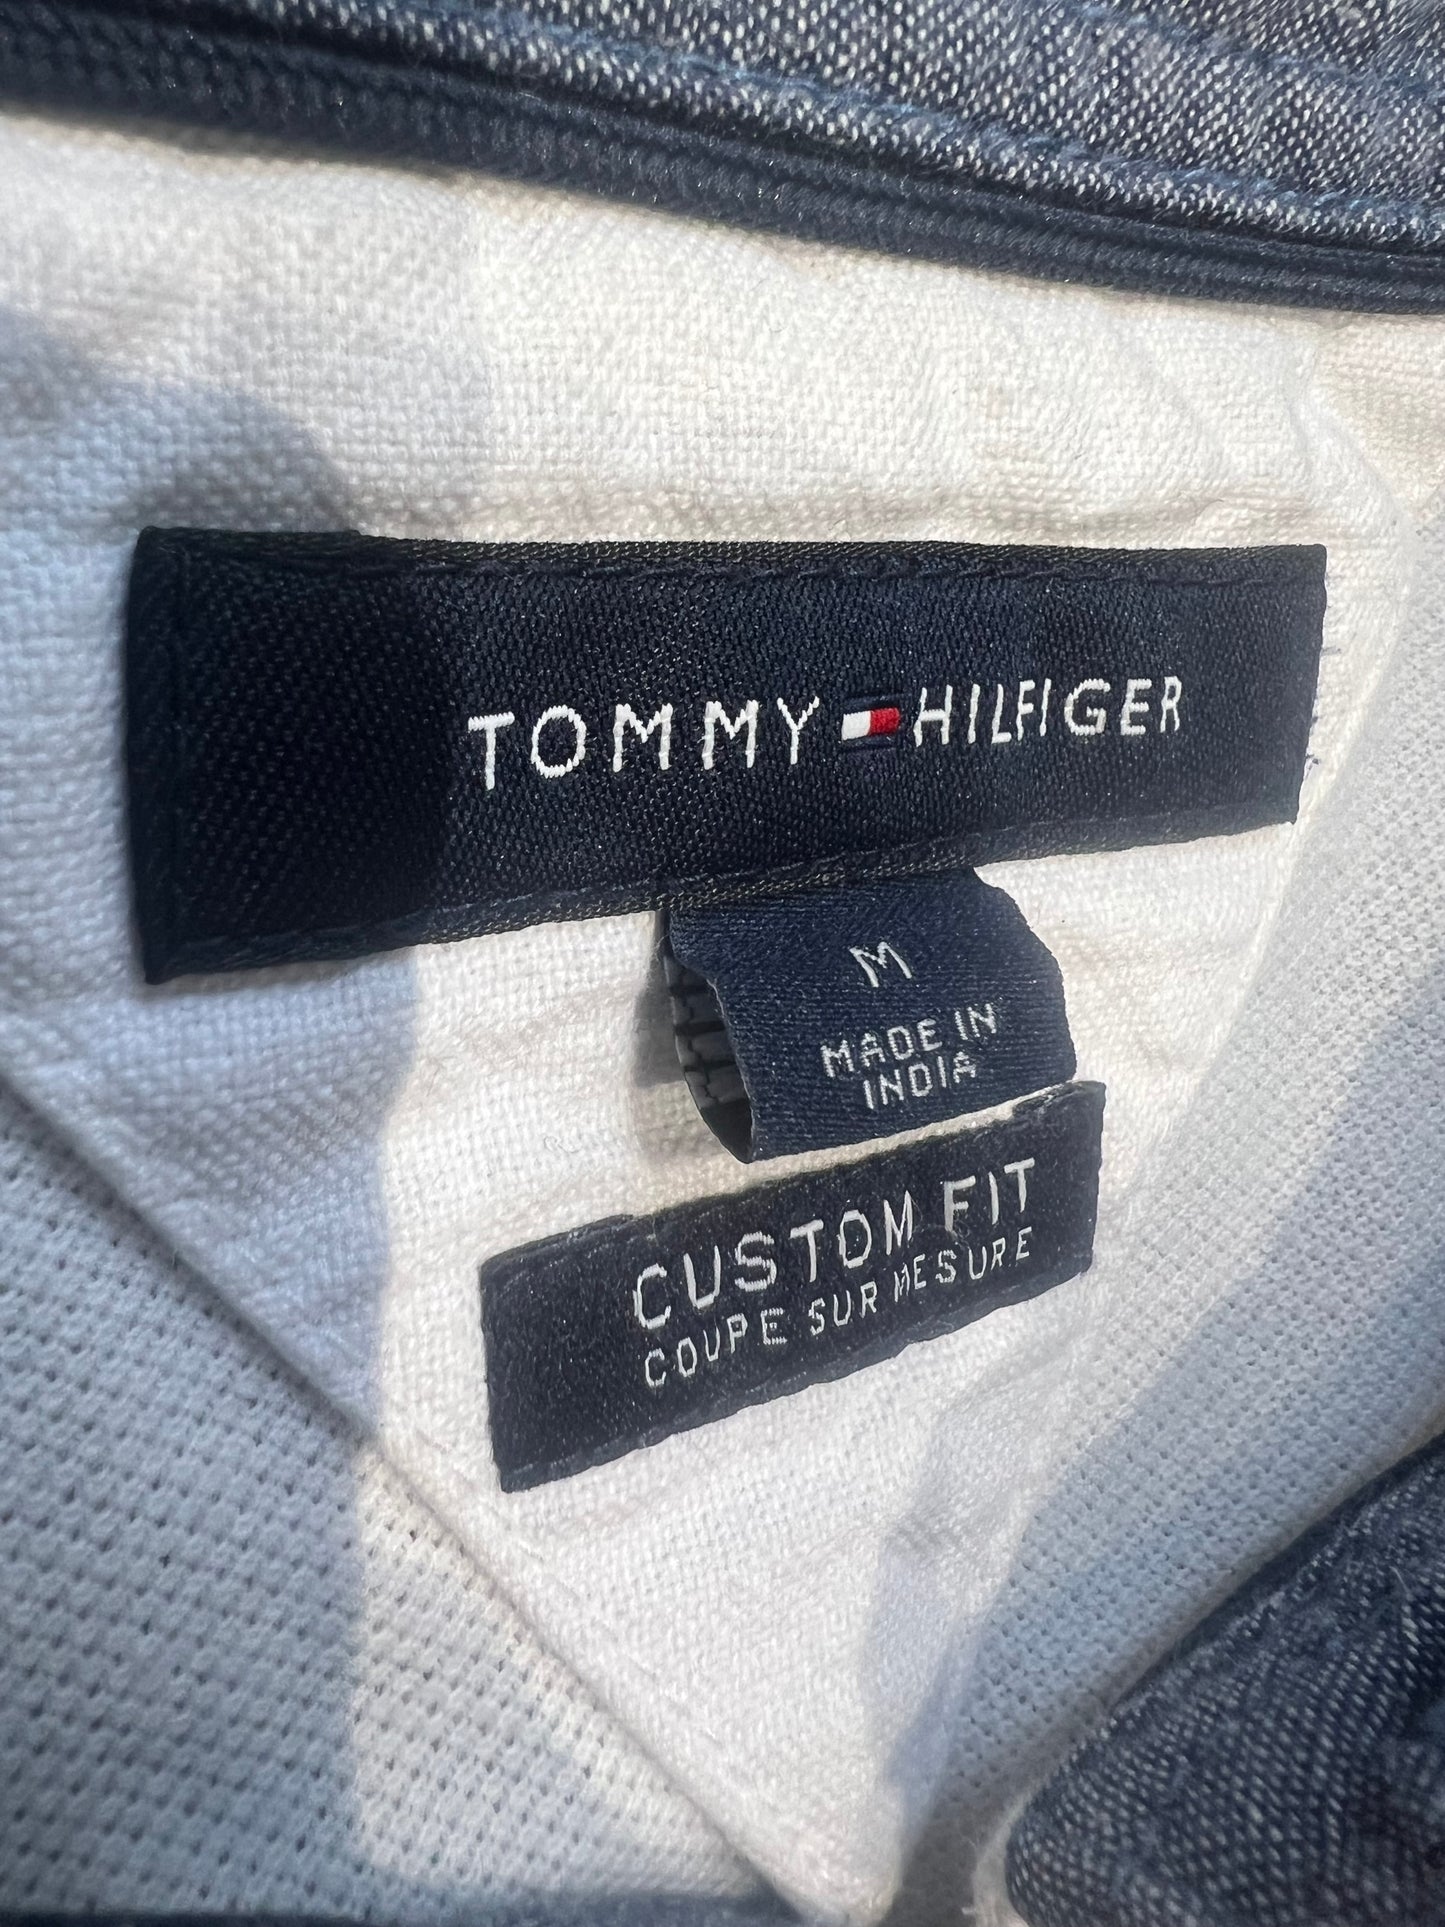 TOMMY HILFIGER
M
MADE IN
INDIA
CUSTOM FIT
COUPE SUR MESURE